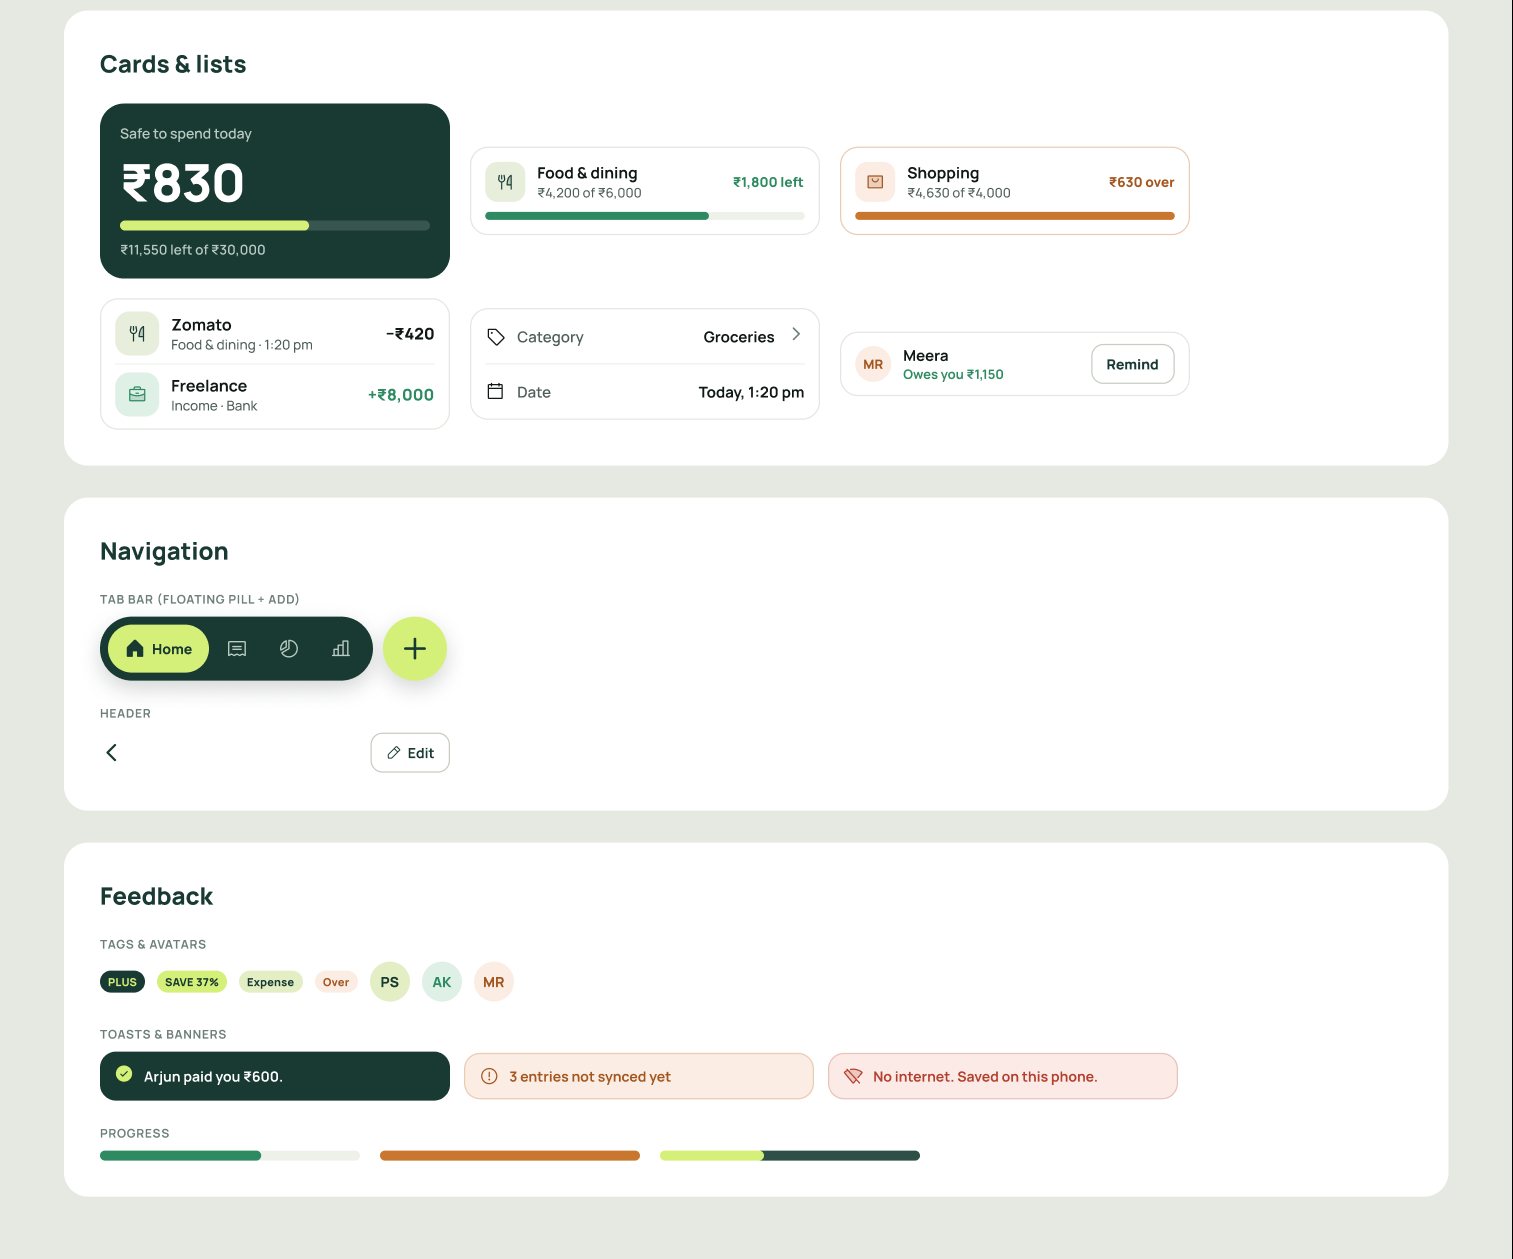 Cards & lists
Safe to spend today
₹830
₹11,550 left of ₹30,000
Food & dining
₹4,200 of ₹6,000
₹1,800 left
Shopping
₹4,630 of ₹4,000
₹630 over
Zomato
Food & dining · 1:20 pm
−₹420
Freelance
Income · Bank
+₹8,000
Category
Groceries
Date
Today, 1:20 pm
MR
Meera
Owes you ₹1,150
Remind
Navigation
TAB BAR (FLOATING PILL + ADD)
Home
HEADER
Edit
Feedback
TAGS & AVATARS
PLUS
SAVE 37%
Expense
Over
PS
AK
MR
TOASTS & BANNERS
Arjun paid you ₹600.
3 entries not synced yet
No internet. Saved on this phone.
PROGRESS